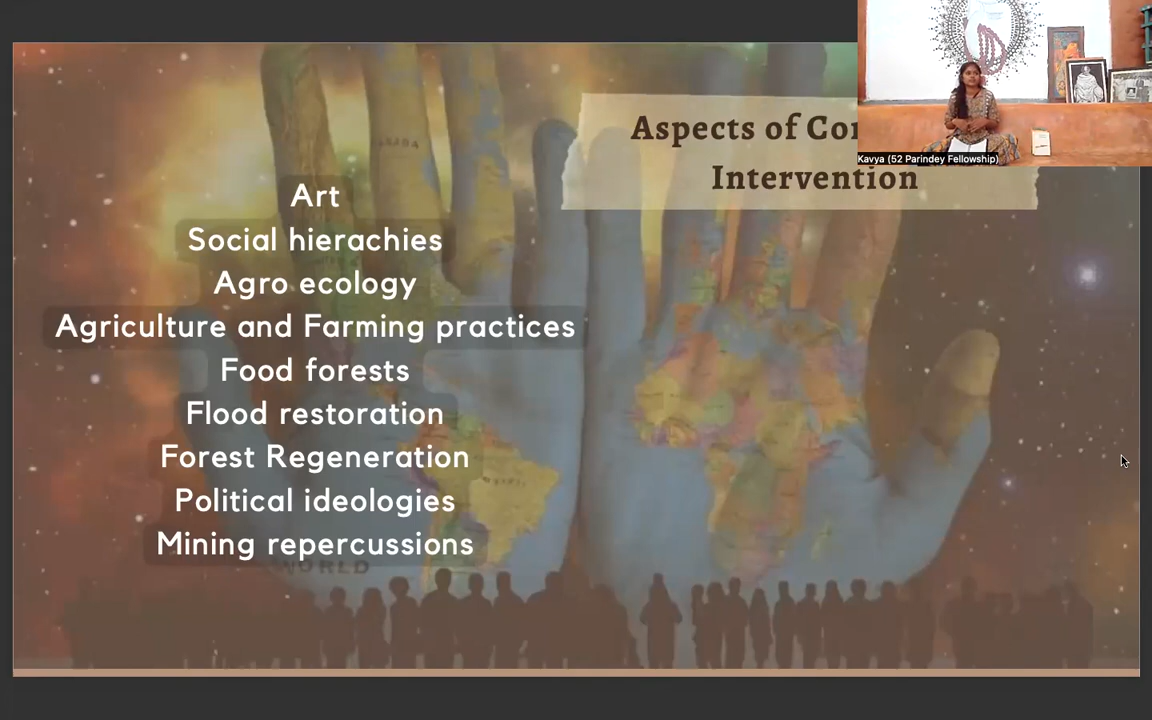 Aspects of Co
Intervention
Kavya (52 Parindey Fellowship)
Art
Social hierachies
Agro ecology
Agriculture and Farming practices
Food forests
Flood restoration
Forest Regeneration
Political ideologies
Mining repercussions
WORLD